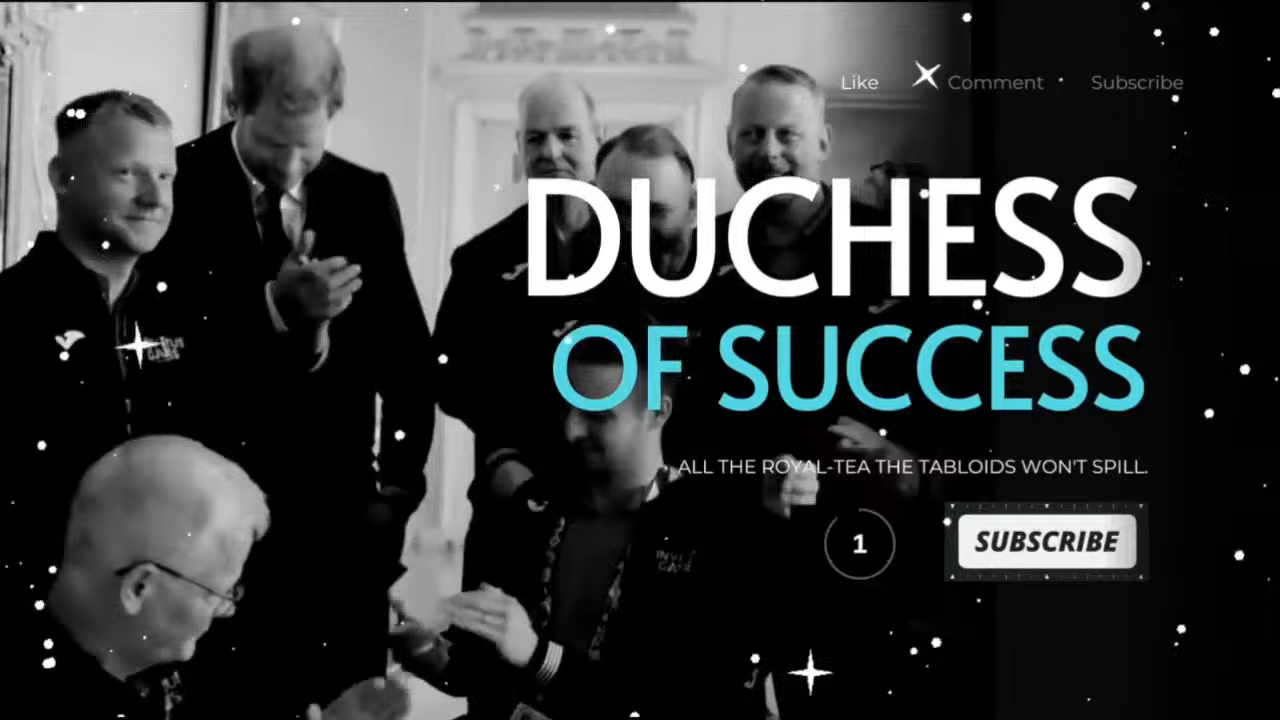 Like Comment Subscribe
DUCHESS
OF SUCCESS
ALL THE ROYAL-TEA THE TABLOIDS WON'T SPILL.
1
SUBSCRIBE